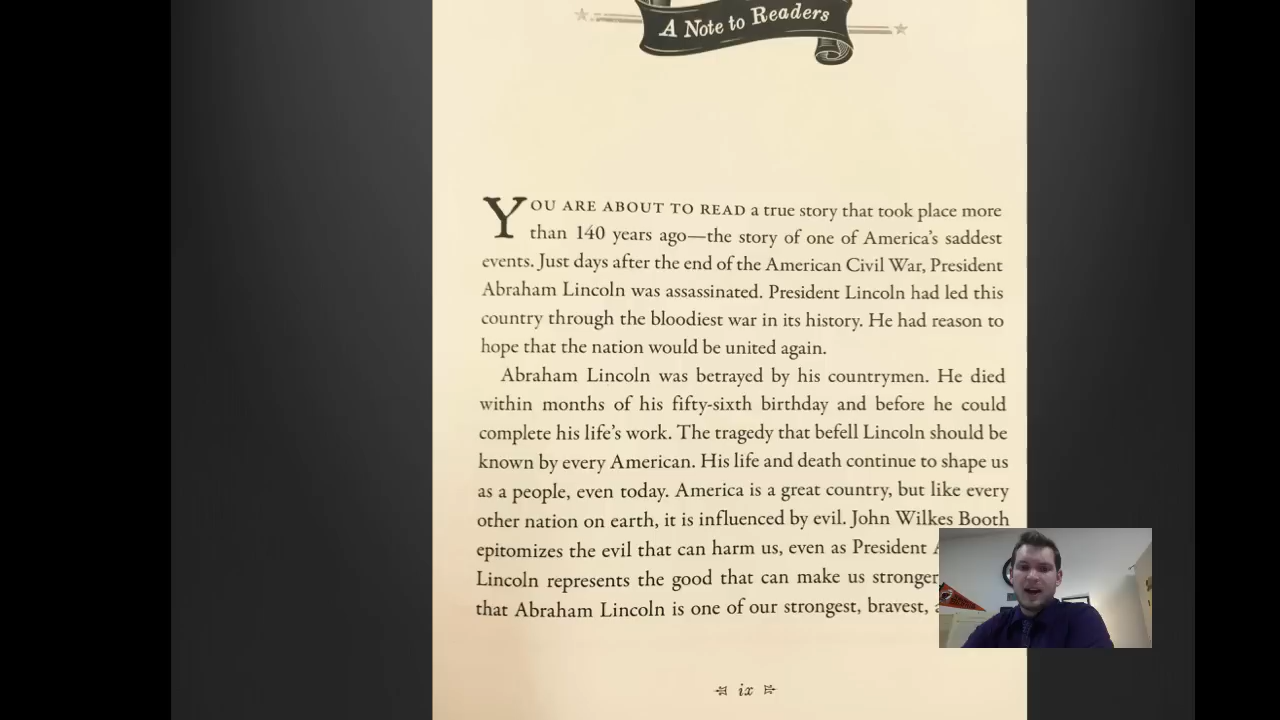 A Note to Readers
YOU ARE ABOUT TO READ a true story that took place more
than 140 years ago—the story of one of America's saddest
events. Just days after the end of the American Civil War, President
Abraham Lincoln was assassinated. President Lincoln had led this
country through the bloodiest war in its history. He had reason to
hope that the nation would be united again.
Abraham Lincoln was betrayed by his countrymen. He died
within months of his fifty-sixth birthday and before he could
complete his life's work. The tragedy that befell Lincoln should be
known by every American. His life and death continue to shape us
as a people, even today. America is a great country, but like every
other nation on earth, it is influenced by evil. John Wilkes Booth
epitomizes the evil that can harm us, even as President
Lincoln represents the good that can make us stronger
that Abraham Lincoln is one of our strongest, bravest,
ix